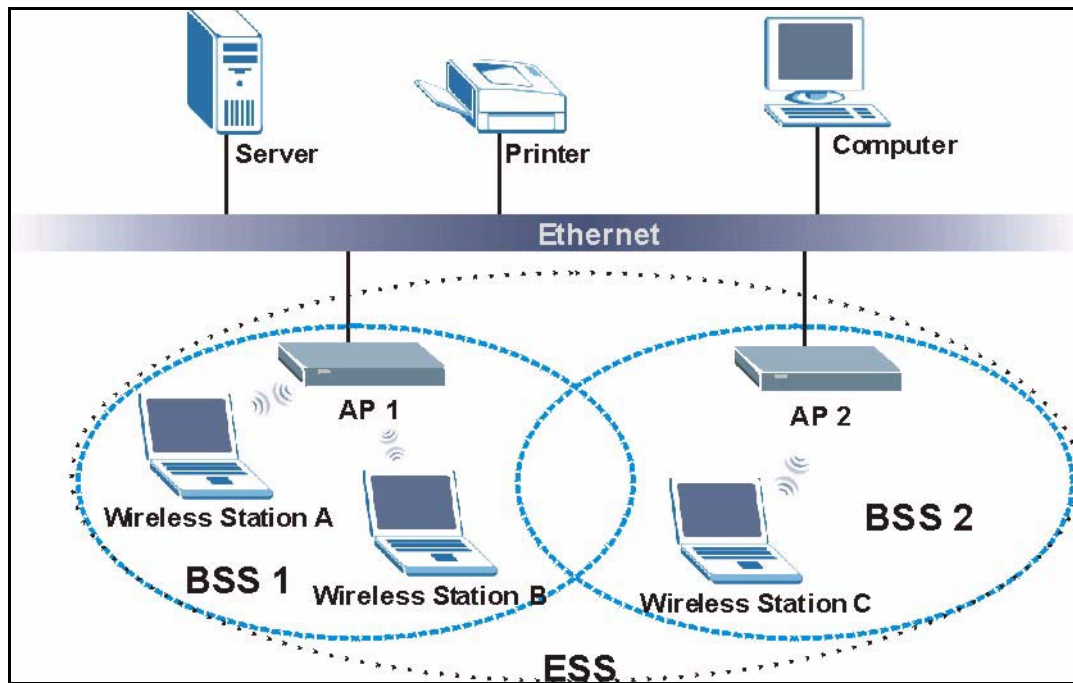 Server
Printer
Computer
Ethernet
AP 1
AP 2
Wireless Station A
BSS 2
BSS 1
Wireless Station B
Wireless Station C
ESS